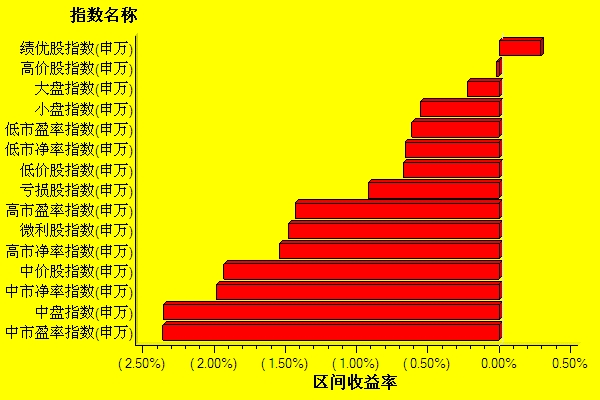 指数名称
绩优股指数(申万)
高价股指数(申万)
大盘指数(申万)
小盘指数(申万)
低市盈率指数(申万)
低市净率指数(申万)
低价股指数(申万)
亏损股指数(申万)
高市盈率指数(申万)
微利股指数(申万)
高市净率指数(申万)
中价股指数(申万)
中市净率指数(申万)
中盘指数(申万)
中市盈率指数(申万)
(2.50%) (2.00%) (1.50%) (1.00%) (0.50%) 0.00% 0.50%
区间收益率